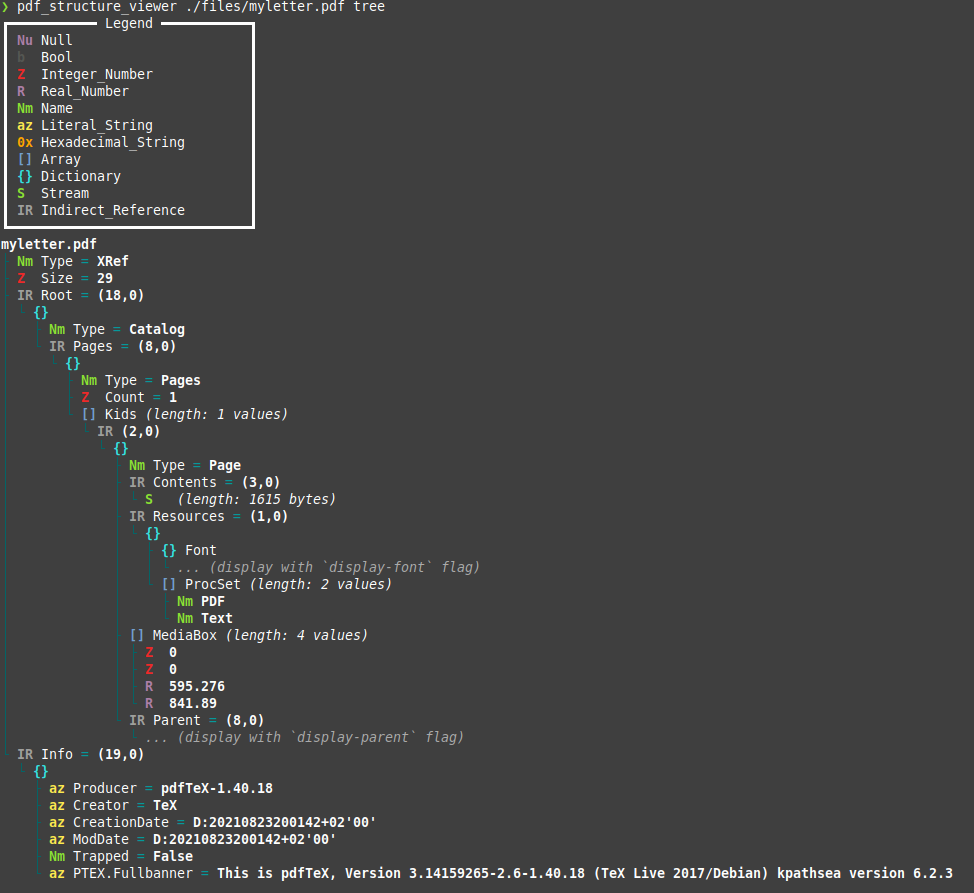 ❯ pdf_structure_viewer ./files/myletter.pdf tree
Legend
Nu Null
b Bool
Z Integer_Number
R Real_Number
Nm Name
az Literal_String
0x Hexadecimal_String
[] Array
{} Dictionary
S Stream
IR Indirect_Reference
myletter.pdf
Nm Type = XRef
Z Size = 29
IR Root = (18,0)
{}
Nm Type = Catalog
IR Pages = (8,0)
{}
Nm Type = Pages
Z Count = 1
[] Kids (length: 1 values)
IR (2,0)
{}
Nm Type = Page
IR Contents = (3,0)
S (length: 1615 bytes)
IR Resources = (1,0)
{}
{} Font
... (display with `display-font` flag)
[] ProcSet (length: 2 values)
Nm PDF
Nm Text
[] MediaBox (length: 4 values)
Z 0
Z 0
R 595.276
R 841.89
IR Parent = (8,0)
... (display with `display-parent` flag)
IR Info = (19,0)
{}
az Producer = pdfTeX-1.40.18
az Creator = TeX
az CreationDate = D:20210823200142+02'00'
az ModDate = D:20210823200142+02'00'
Nm Trapped = False
az PTEX.Fullbanner = This is pdfTeX, Version 3.14159265-2.6-1.40.18 (TeX Live 2017/Debian) kpathsea version 6.2.3